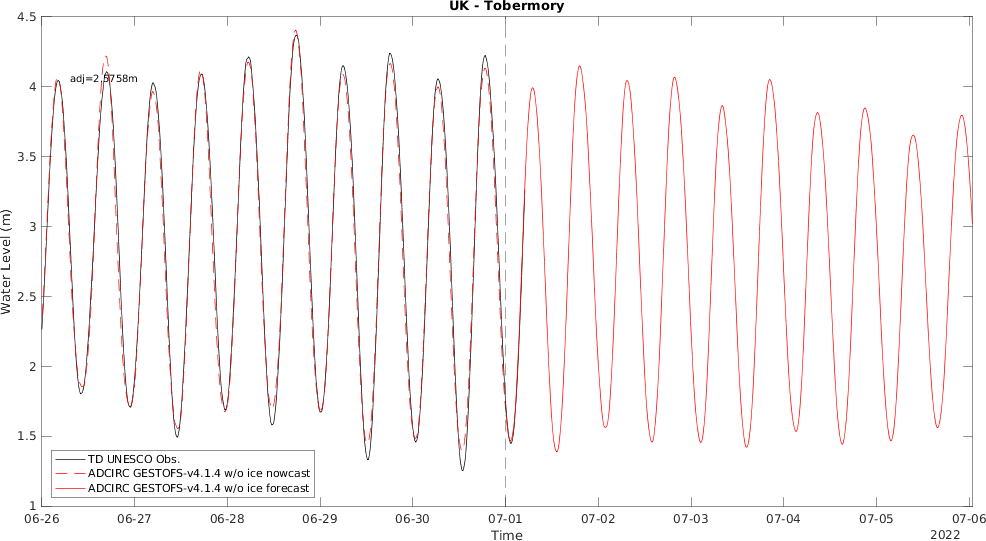 UK - Tobermory
4.5
4
3.5
3
2.5
2
1.5
1
Water Level (m)
adj=2.5758m
TD UNESCO Obs.
ADCIRC GESTOFS-v4.1.4 w/o ice nowcast
ADCIRC GESTOFS-v4.1.4 w/o ice forecast
06-26 06-27 06-28 06-29 06-30 07-01 07-02 07-03 07-04 07-05 07-06
Time
2022